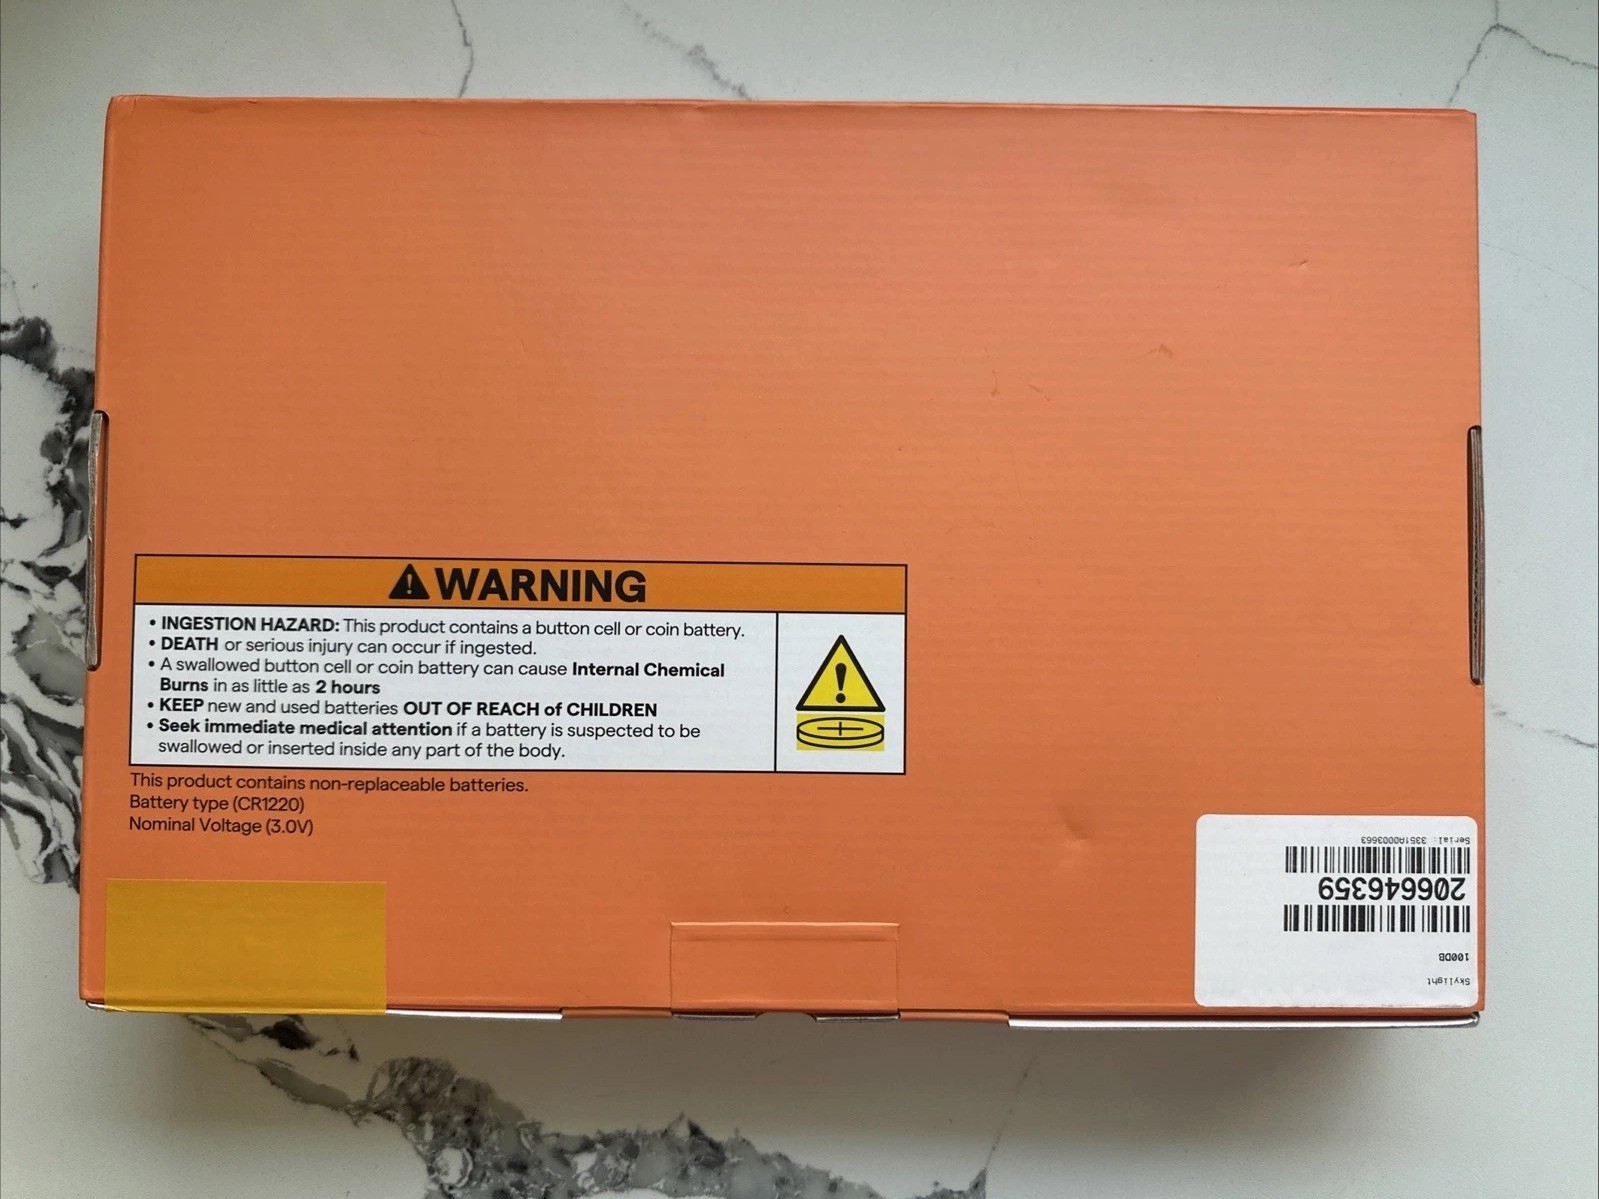 WARNING
• INGESTION HAZARD: This product contains a button cell or coin battery.
• DEATH or serious injury can occur if ingested.
• A swallowed button cell or coin battery can cause Internal Chemical
Burns in as little as 2 hours
• KEEP new and used batteries OUT OF REACH of CHILDREN
• Seek immediate medical attention if a battery is suspected to be
swallowed or inserted inside any part of the body.
This product contains non-replaceable batteries.
Battery type (CR1220)
Nominal Voltage (3.0V)
Skylight
100DB
206646359
Serial: 3351A0003663